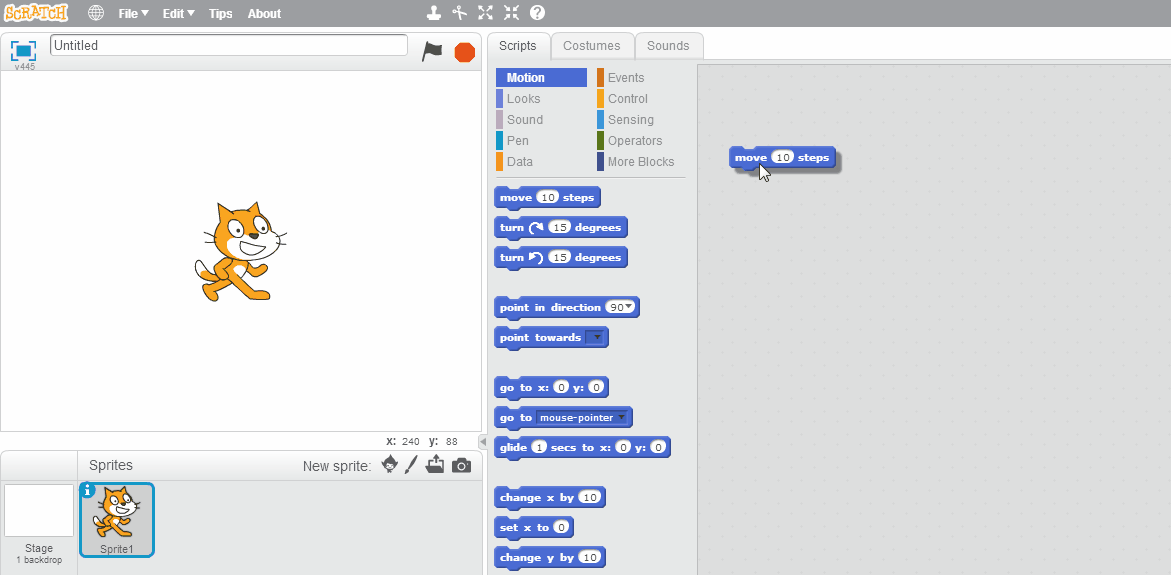 SCRATCH File Edit Tips About
v445
Untitled
x: 240 y: 88
Sprites New sprite:
Stage
1 backdrop
Sprite1
Scripts Costumes Sounds
Motion Events
Looks Control
Sound Sensing
Pen Operators
Data More Blocks
move 10 steps
turn 15 degrees
turn 15 degrees
point in direction 90
point towards
go to x: 0 y: 0
go to mouse-pointer
glide 1 secs to x: 0 y: 0
change x by 10
set x to 0
change y by 10
move 10 steps